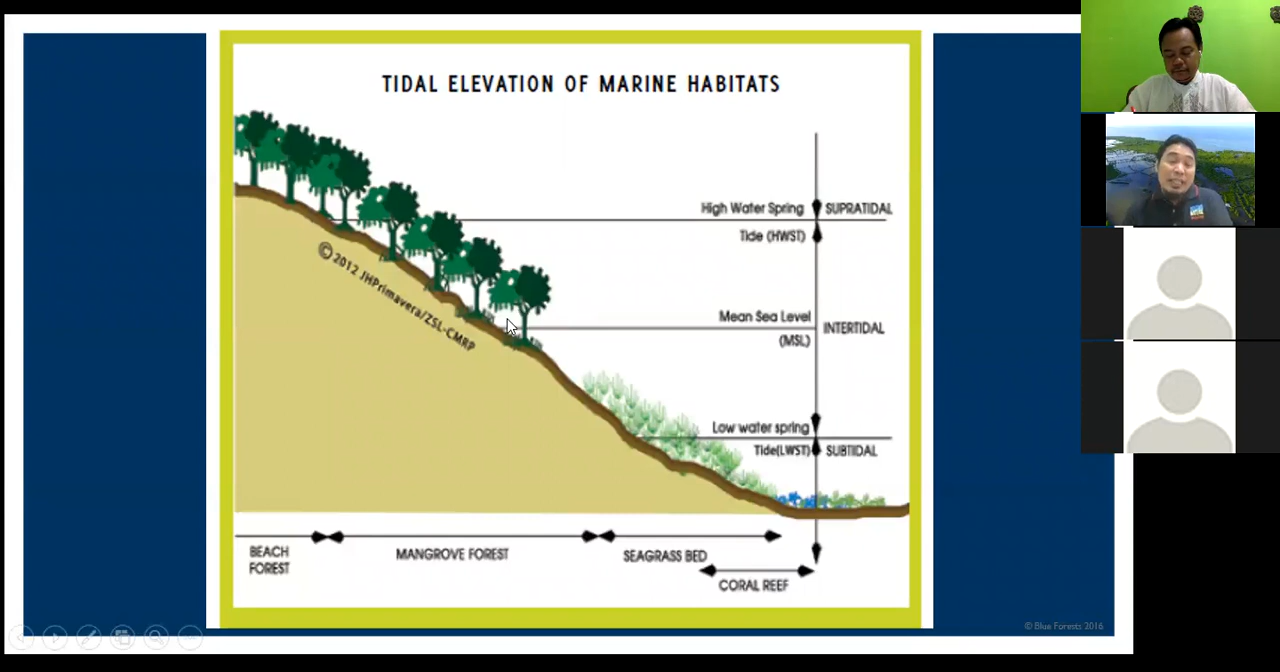 TIDAL ELEVATION OF MARINE HABITATS
High Water Spring
SUPRATIDAL
Tide (HWST)
© 2012 JHPrimavera/ZSL-CMRP
Mean Sea Level
INTERTIDAL
(MSL)
Low water spring
Tide(LWST)
SUBTIDAL
BEACH
FOREST
MANGROVE FOREST
SEAGRASS BED
CORAL REEF
© Blue Forests 2016